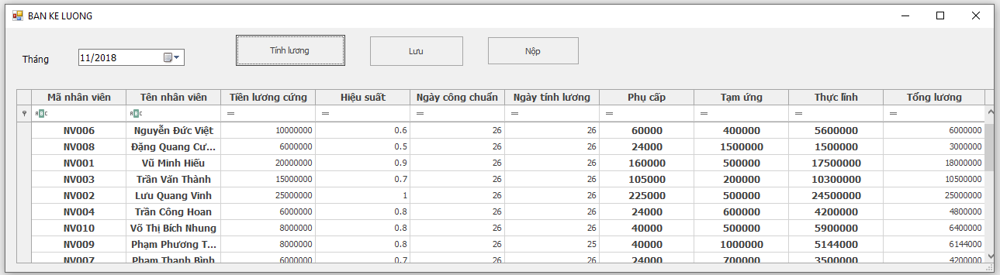 BAN KE LUONG
Tháng 11/2018 Tính lương Lưu Nộp
Mã nhân viên Tên nhân viên Tiền lương cứng Hiệu suất Ngày công chuẩn Ngày tính lương Phụ cấp Tạm ứng Thực lĩnh Tổng lương
= = = = = = = =
NV006 Nguyễn Đức Việt 10000000 0.6 26 26 60000 400000 5600000 6000000
NV008 Đặng Quang Cư... 6000000 0.5 26 26 24000 1500000 1500000 3000000
NV001 Vũ Minh Hiếu 20000000 0.9 26 26 160000 500000 17500000 18000000
NV003 Trần Văn Thành 15000000 0.7 26 26 105000 200000 10300000 10500000
NV002 Lưu Quang Vinh 25000000 1 26 26 225000 500000 24500000 25000000
NV004 Trần Công Hoan 6000000 0.8 26 26 24000 600000 4200000 4800000
NV010 Võ Thị Bích Nhung 8000000 0.8 26 26 40000 500000 5900000 6400000
NV009 Phạm Phương T... 8000000 0.8 26 25 40000 1000000 5144000 6144000
NV007 Phạm Thanh Bình 6000000 0.7 26 26 24000 700000 3500000 4200000